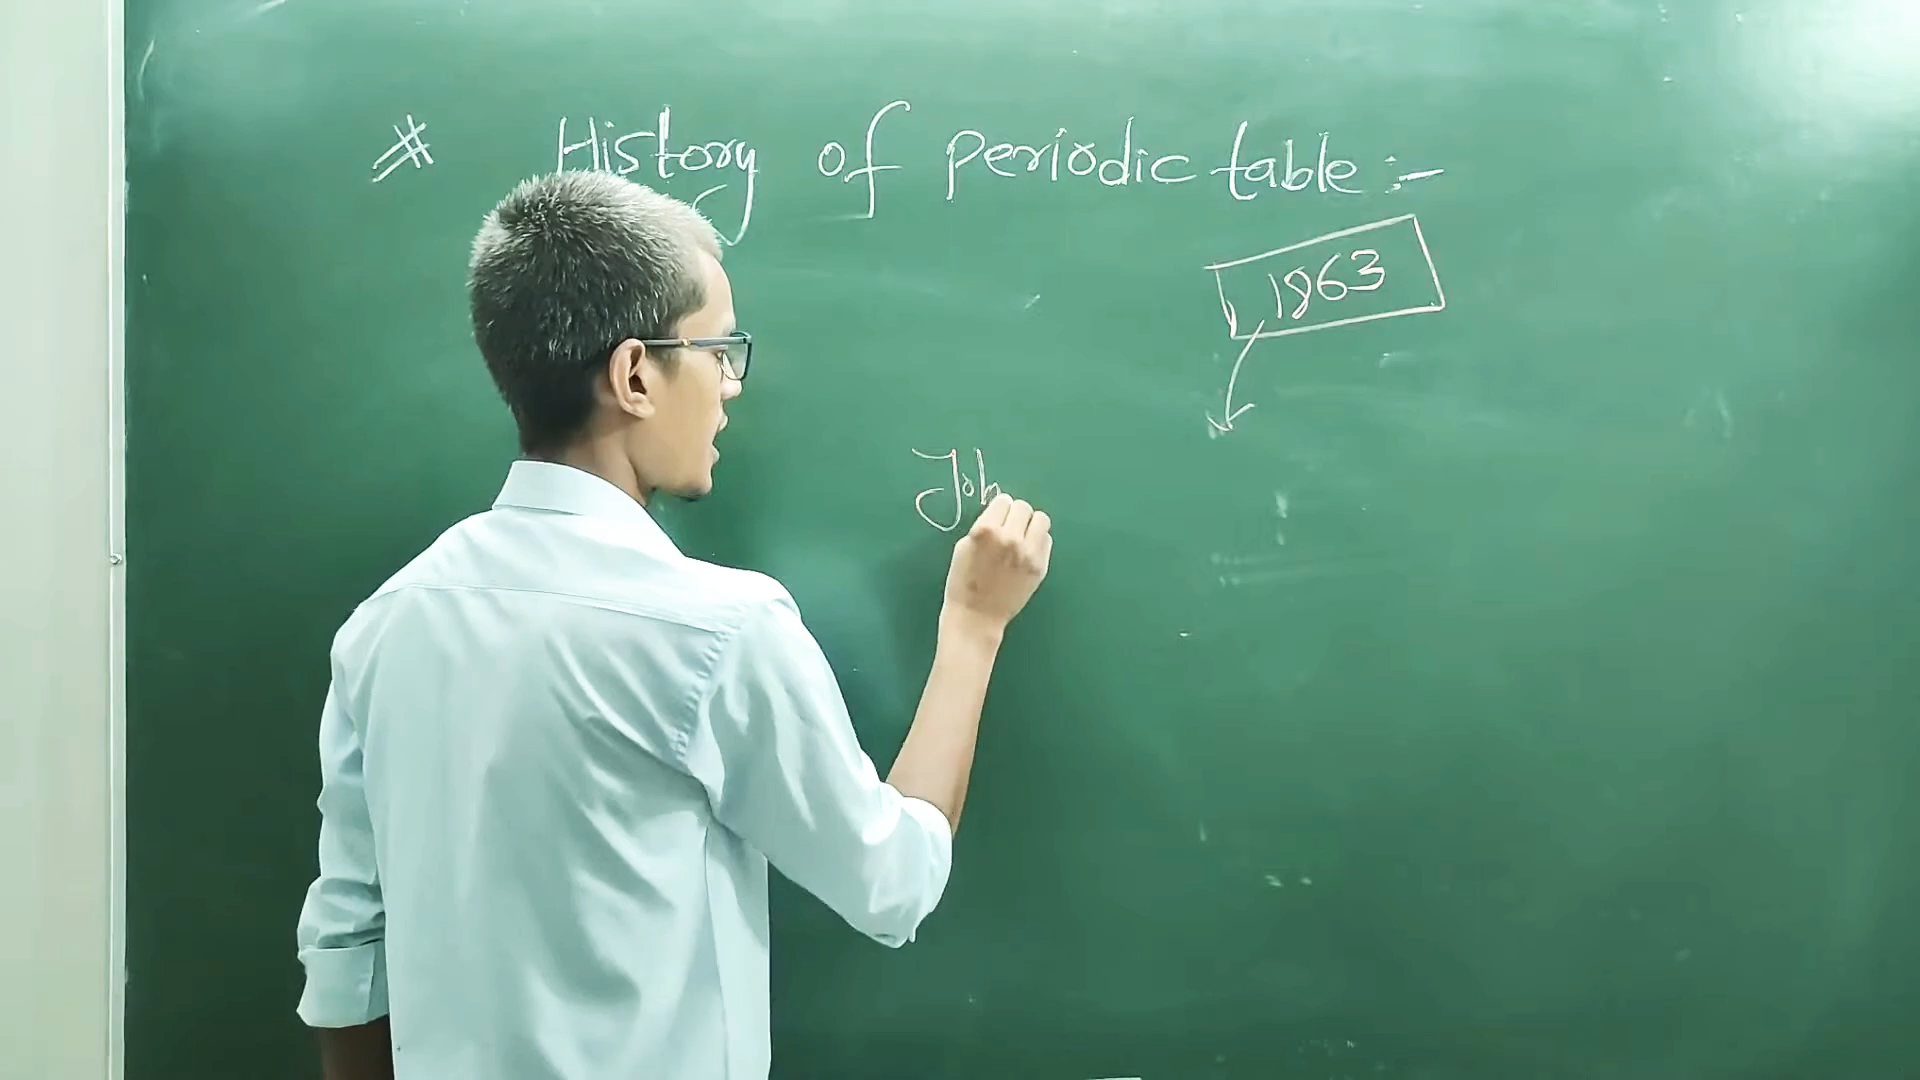 # History of periodic table :-
1863
Joh